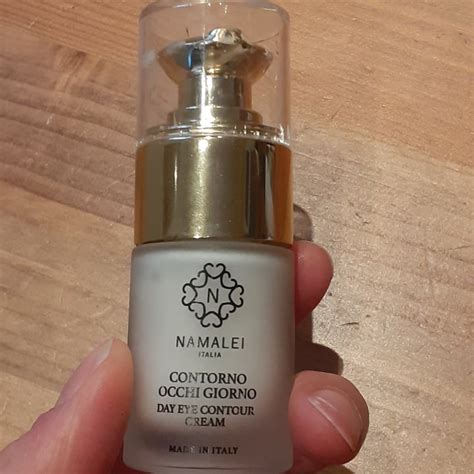 N
NAMALEI
ITALIA
CONTORNO
OCCHI GIORNO
DAY EYE CONTOUR
CREAM
MADE IN ITALY